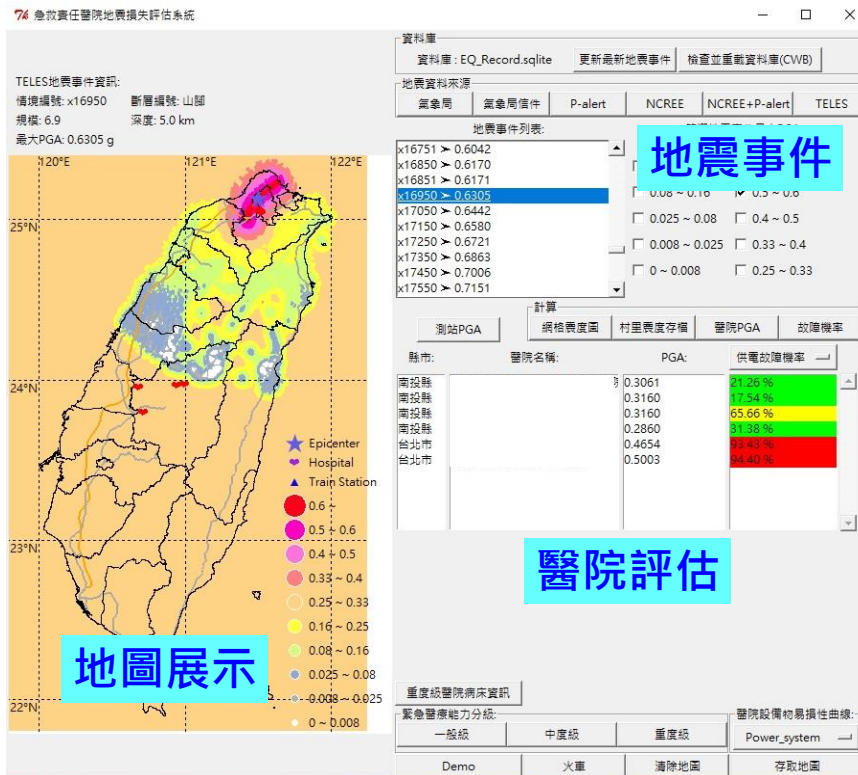 急救責任醫院地震損失評估系統
資料庫
資料庫 : EQ_Record.sqlite
更新最新地震事件
檢查並重載資料庫(CWB)
TELES地震事件資訊:
情境編號: x16950 斷層編號: 山腳
規模: 6.9 深度: 5.0 km
最大PGA: 0.6305 g
地震資料來源
氣象局
氣象局信件
P-alert
NCREE
NCREE+P-alert
TELES
地震事件列表:
x16751 ➤ 0.6042
x16850 ➤ 0.6170
x16851 ➤ 0.6171
x16950 ➤ 0.6305
x17050 ➤ 0.6442
x17150 ➤ 0.6580
x17250 ➤ 0.6721
x17350 ➤ 0.6863
x17450 ➤ 0.7006
x17550 ➤ 0.7151
地震事件
0.08 ~ 0.16 0.5 ~ 0.6
0.025 ~ 0.08 0.4 ~ 0.5
0.008 ~ 0.025 0.33 ~ 0.4
0 ~ 0.008 0.25 ~ 0.33
測站PGA
計算
網格震度圖
村里震度存檔
醫院PGA
故障機率
縣市: 醫院名稱: PGA: 供電故障機率
南投縣 0.3061 21.26 %
南投縣 0.3160 17.54 %
南投縣 0.3160 65.66 %
南投縣 0.2860 31.38 %
台北市 0.4654 93.43 %
台北市 0.5003 94.40 %
醫院評估
120°E 121°E 122°E
25°N
24°N
23°N
22°N
Epicenter
Hospital
Train Station
0.6 ~
0.5 ~ 0.6
0.4 ~ 0.5
0.33 ~ 0.4
0.25 ~ 0.33
0.16 ~ 0.25
0.08 ~ 0.16
0.025 ~ 0.08
0.008 ~ 0.025
0 ~ 0.008
地圖展示
重度級醫院病床資訊
緊急醫療能力分級:
一般級
中度級
重度級
醫院設備物易損性曲線:
Power_system
Demo
火車
清除地圖
存取地圖